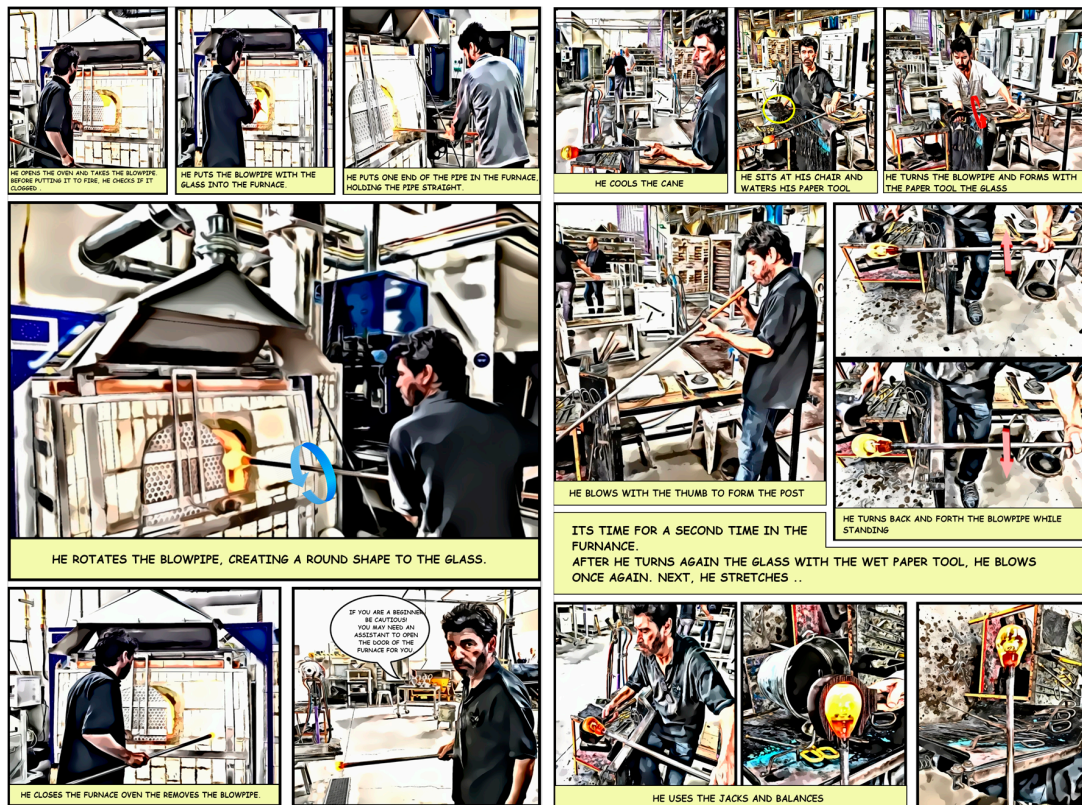 HE OPENS THE OVEN AND TAKES THE BLOWPIPE.
BEFORE PUTTING IT TO FIRE, HE CHECKS IF IT
CLOGGED .
HE PUTS THE BLOWPIPE WITH THE
GLASS INTO THE FURNACE.
HE PUTS ONE END OF THE PIPE IN THE FURNACE,
HOLDING THE PIPE STRAIGHT.
HE ROTATES THE BLOWPIPE, CREATING A ROUND SHAPE TO THE GLASS.
HE CLOSES THE FURNACE OVEN THE REMOVES THE BLOWPIPE.
IF YOU ARE A BEGINNER
BE CAUTIOUS!
YOU MAY NEED AN
ASSISTANT TO OPEN
THE DOOR OF THE
FURNACE FOR YOU
HE COOLS THE CANE
HE SITS AT HIS CHAIR AND
WATERS HIS PAPER TOOL
HE TURNS THE BLOWPIPE AND FORMS WITH
THE PAPER TOOL THE GLASS
HE BLOWS WITH THE THUMB TO FORM THE POST
HE TURNS BACK AND FORTH THE BLOWPIPE WHILE
STANDING
ITS TIME FOR A SECOND TIME IN THE
FURNANCE.
AFTER HE TURNS AGAIN THE GLASS WITH THE WET PAPER TOOL, HE BLOWS
ONCE AGAIN. NEXT, HE STRETCHES ..
HE USES THE JACKS AND BALANCES